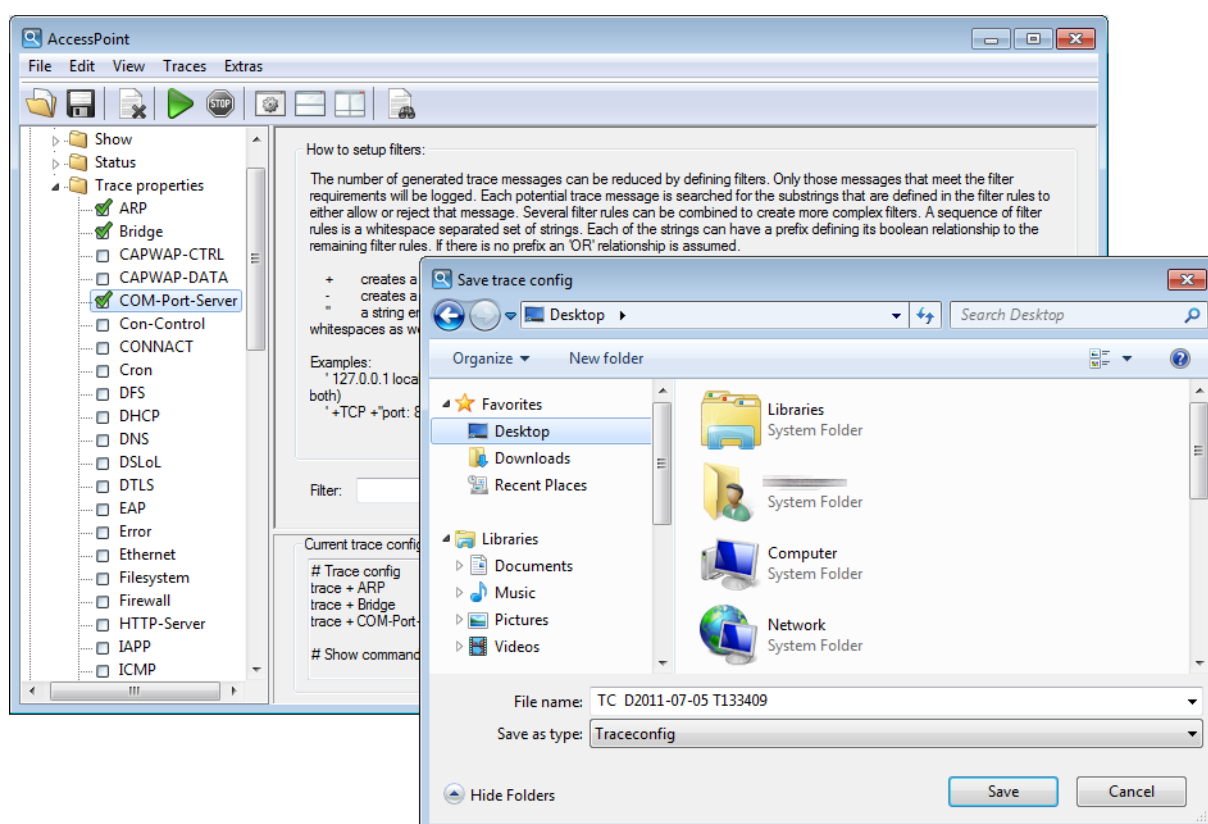 AccessPoint
File Edit View Traces Extras
STOP
Show
Status
Trace properties
ARP
Bridge
CAPWAP-CTRL
CAPWAP-DATA
COM-Port-Server
Con-Control
CONNACT
Cron
DFS
DHCP
DNS
DSLoL
DTLS
EAP
Error
Ethernet
Filesystem
Firewall
HTTP-Server
IAPP
ICMP
How to setup filters:
The number of generated trace messages can be reduced by defining filters. Only those messages that meet the filter
requirements will be logged. Each potential trace message is searched for the substrings that are defined in the filter rules to
either allow or reject that message. Several filter rules can be combined to create more complex filters. A sequence of filter
rules is a whitespace separated set of strings. Each of the strings can have a prefix defining its boolean relationship to the
remaining filter rules. If there is no prefix an 'OR' relationship is assumed.
+ creates a
- creates a
" a string en
whitespaces as we
Examples:
' 127.0.0.1 loca
both)
' +TCP +"port: 8
Filter:
Current trace config
# Trace config
trace + ARP
trace + Bridge
trace + COM-Port-
# Show command
Save trace config
Desktop
Search Desktop
Organize New folder
Favorites
Desktop
Downloads
Recent Places
Libraries
Documents
Music
Pictures
Videos
Libraries
System Folder
System Folder
Computer
System Folder
Network
System Folder
File name: TC D2011-07-05 T133409
Save as type: Traceconfig
Hide Folders
Save Cancel